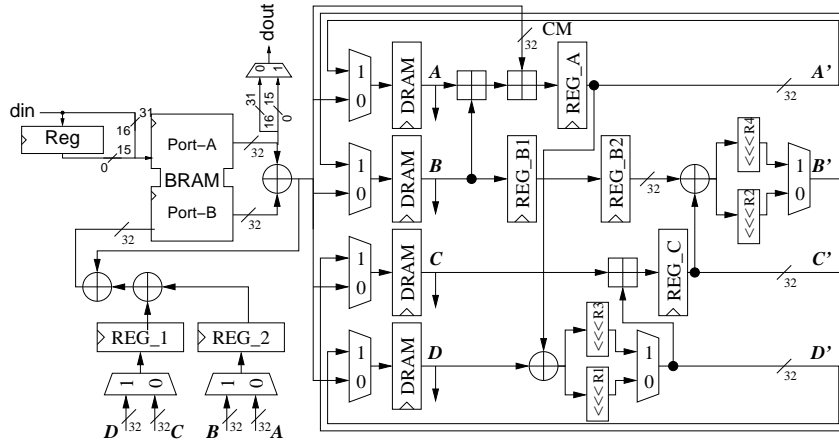 dout
0 1
31
16
15
0
32
din
Reg
31
16
15
0
Port-A
BRAM
Port-B
32
32
32
REG_1
REG_2
1 0
1 0
32
32
32
32
D C B A
CM
32
1
0
DRAM
A
REG_A
A'
32
1
0
DRAM
B
REG_B1
REG_B2
32
<<<R4
<<<R2
1
0
B'
32
1
0
DRAM
C
REG_C
C'
32
1
0
DRAM
D
<<<R3
<<<R1
1
0
D'
32